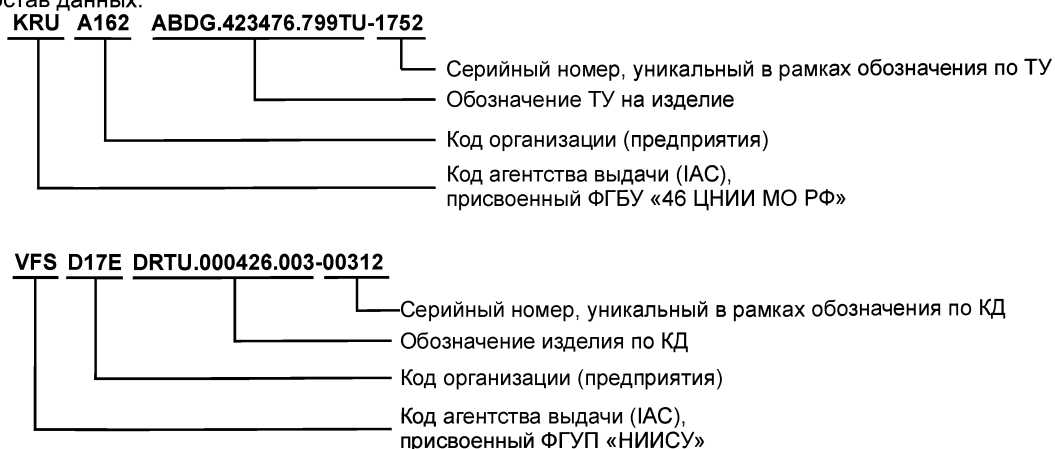 остав данных:
KRU A162 ABDG.423476.799TU-1752
Серийный номер, уникальный в рамках обозначения по ТУ
Обозначение ТУ на изделие
Код организации (предприятия)
Код агентства выдачи (IAC),
присвоенный ФГБУ «46 ЦНИИ МО РФ»
VFS D17E DRTU.000426.003-00312
Серийный номер, уникальный в рамках обозначения по КД
Обозначение изделия по КД
Код организации (предприятия)
Код агентства выдачи (IAC),
присвоенный ФГУП «НИИСУ»